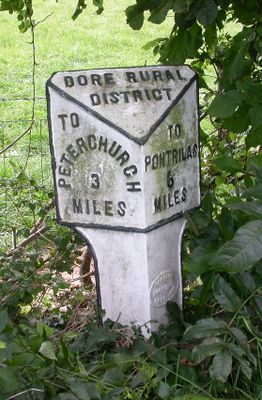 DORE RURAL
DISTRICT
TO
PETERCHURCH
3
MILES
TO
PONTRILAS
6
MILES